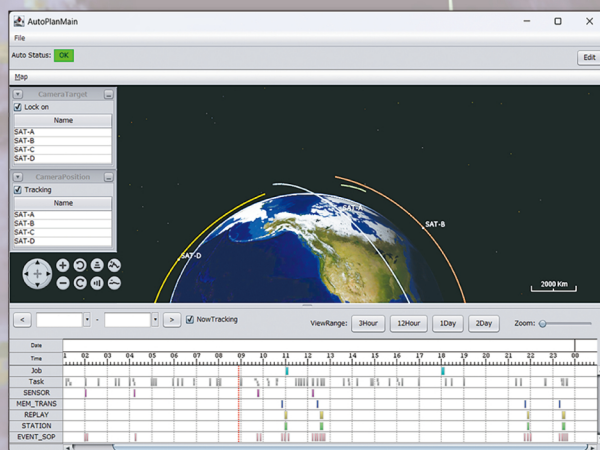 AutoPlanMain
File
Auto Status: OK
Edit
Map
CameraTarget
Lock on
Name
SAT-A
SAT-B
SAT-C
SAT-D
CameraPosition
Tracking
Name
SAT-A
SAT-B
SAT-C
SAT-D
SAT-A
SAT-B
SAT-D
2000 Km
< - > NowTracking ViewRange: 3Hour 12Hour 1Day 2Day Zoom:
Date
Time 1 02 03 04 05 06 07 08 09 10 11 12 13 14 15 16 17 18 19 20 21 22 23 00
Job
Task
SENSOR
MEM_TRANS
REPLAY
STATION
EVENT_SOP